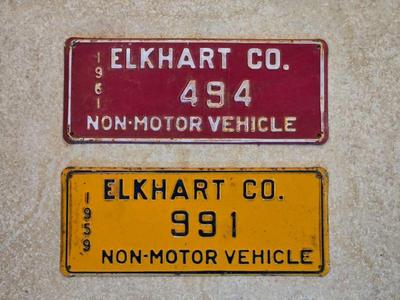 ELKHART CO.
1961
494
NON-MOTOR VEHICLE
ELKHART CO.
1959
991
NON-MOTOR VEHICLE